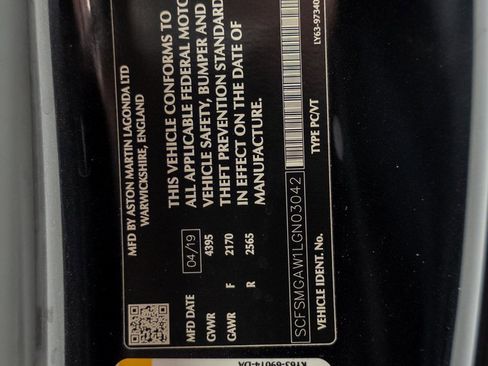 MFD BY ASTON MARTIN LAGONDA LTD
WARWICKSHIRE, ENGLAND
THIS VEHICLE CONFORMS TO
ALL APPLICABLE FEDERAL MOTO
VEHICLE SAFETY, BUMPER AND
THEFT PREVENTION STANDARD
IN EFFECT ON THE DATE OF
MANUFACTURE.
MFD DATE 04/19
GVWR 4395
GAWR F 2170
R 2565
SCFSMGAW1LGN03042
VEHICLE IDENT. No. TYPE PC/VT
LY63-97340
KY63-69014-DA